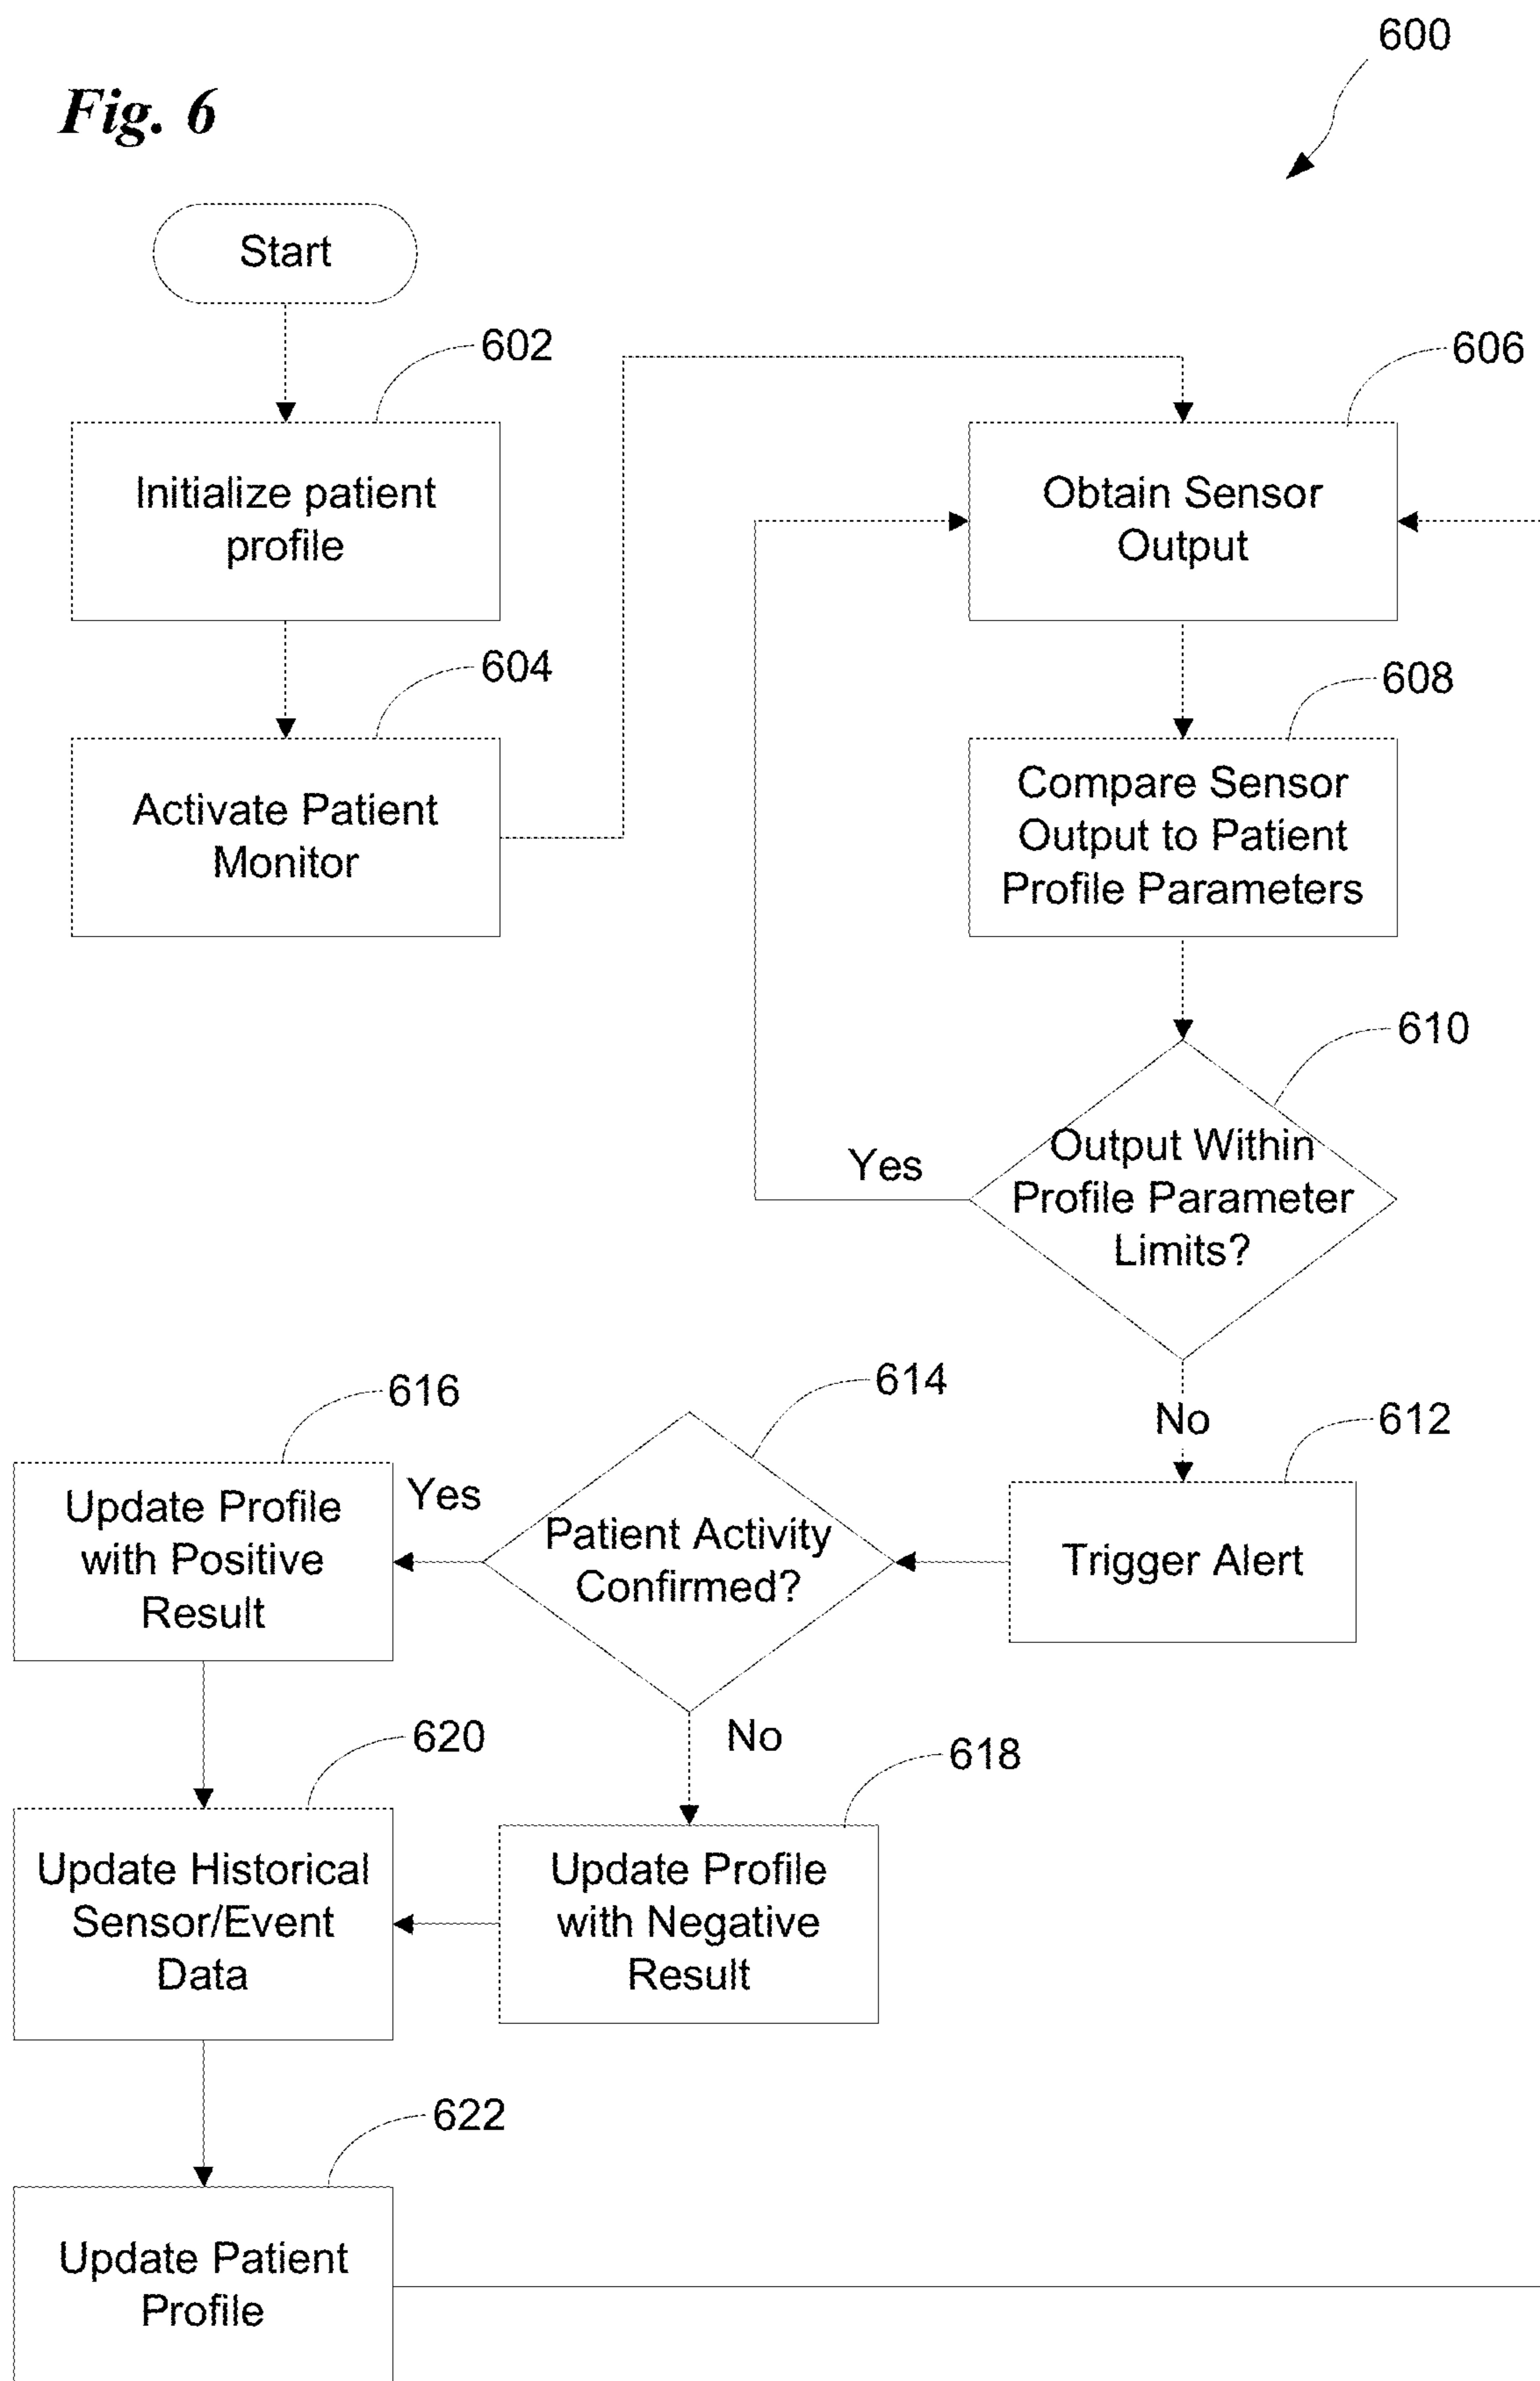 600
Fig. 6
Start
602
Initialize patient
profile
604
Activate Patient
Monitor
606
Obtain Sensor
Output
608
Compare Sensor
Output to Patient
Profile Parameters
610
Output Within
Profile Parameter
Limits?
Yes
No
612
Trigger Alert
614
Patient Activity
Confirmed?
Yes
616
Update Profile
with Positive
Result
No
618
Update Profile
with Negative
Result
620
Update Historical
Sensor/Event
Data
622
Update Patient
Profile